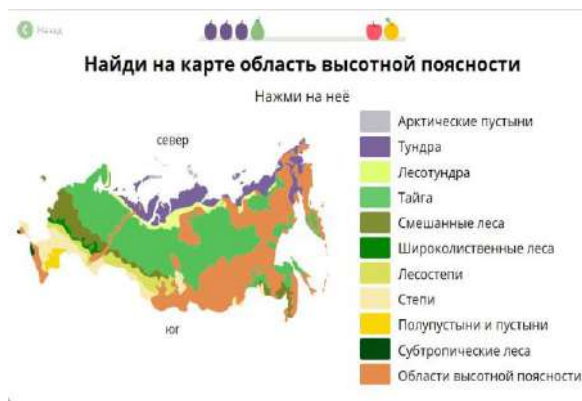 Назад
Найди на карте область высотной поясности
Нажми на неё
север
юг
Арктические пустыни
Тундра
Лесотундра
Тайга
Смешанные леса
Широколиственные леса
Лесостепи
Степи
Полупустыни и пустыни
Субтропические леса
Области высотной поясности